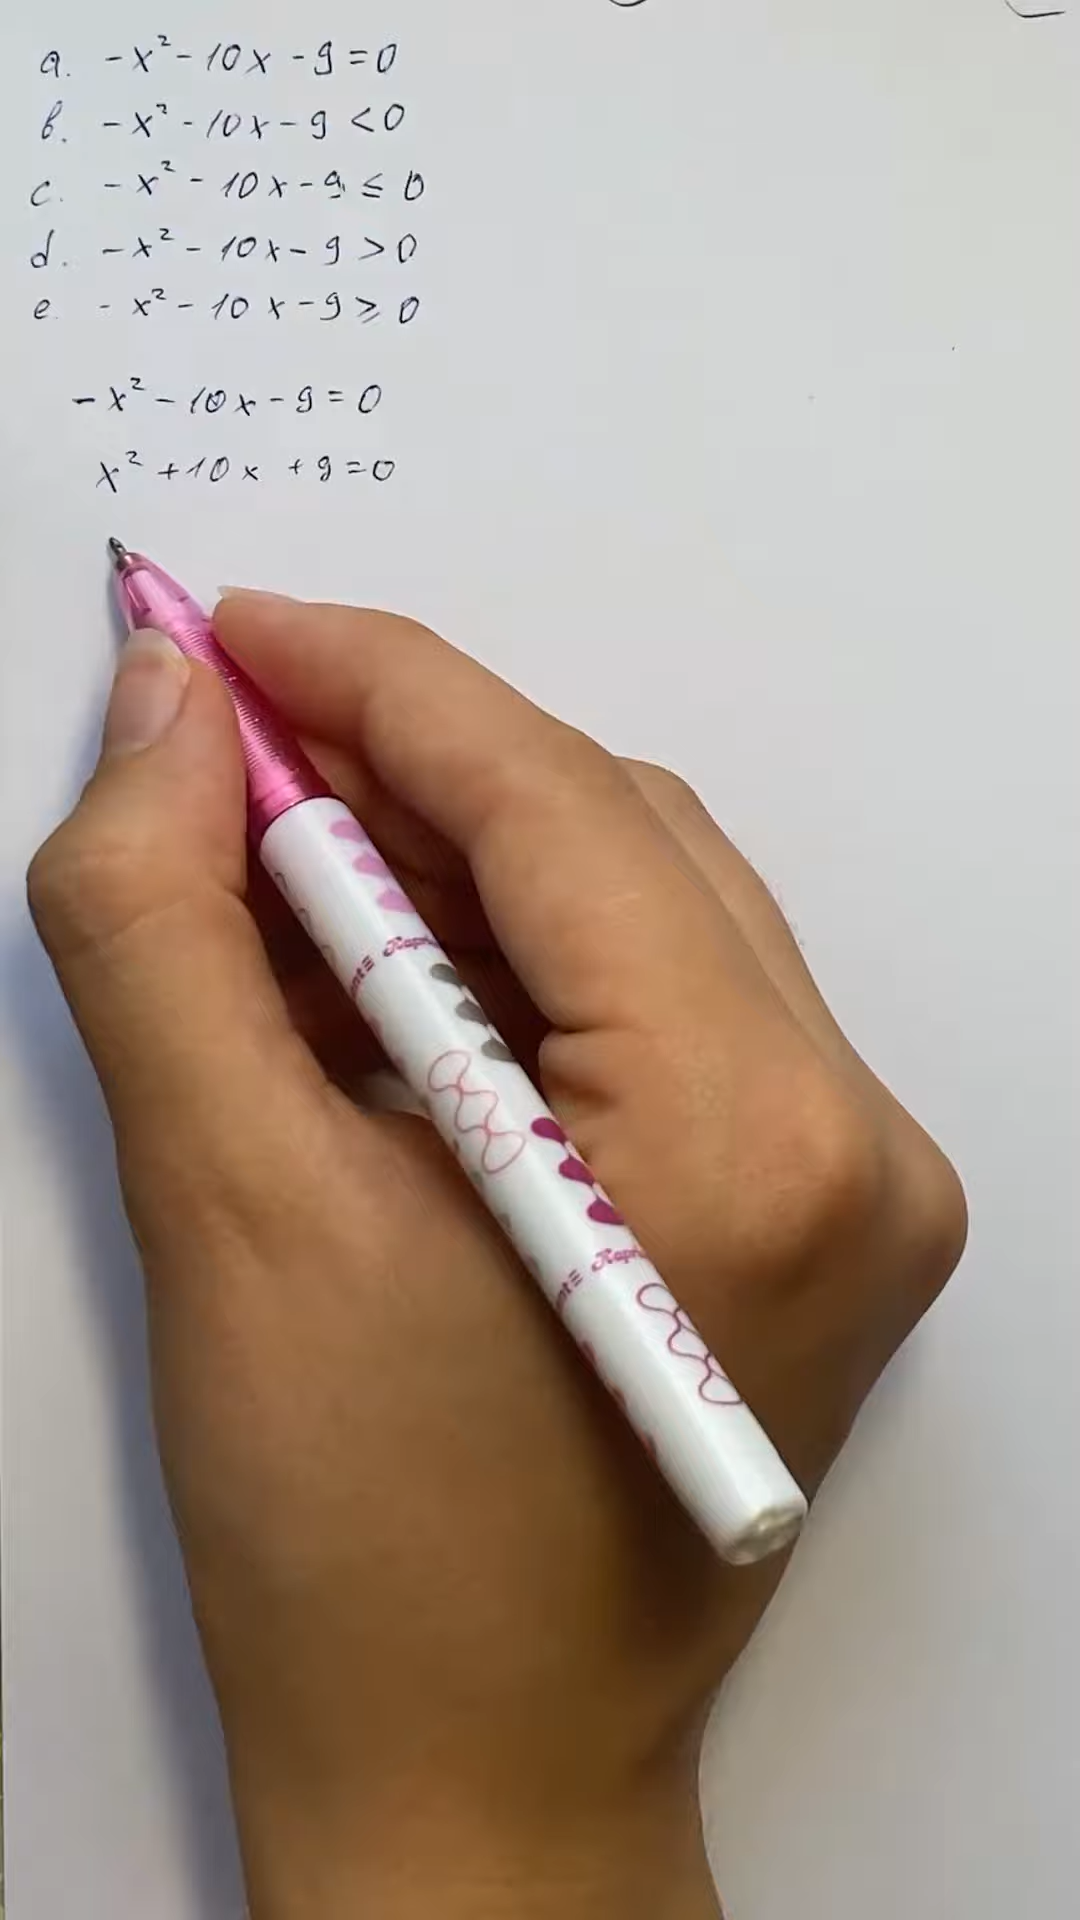 a. -x² - 10x - 9 = 0
b. -x² - 10x - 9 < 0
c. -x² - 10x - 9 ≤ 0
d. -x² - 10x - 9 > 0
e. -x² - 10x - 9 ≥ 0
-x² - 10x - 9 = 0
x² + 10x + 9 = 0